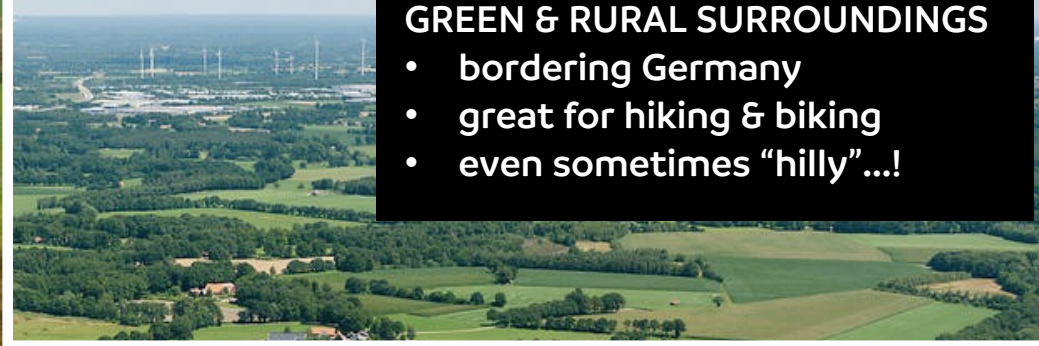 GREEN & RURAL SURROUNDINGS
• bordering Germany
• great for hiking & biking
• even sometimes “hilly”...!